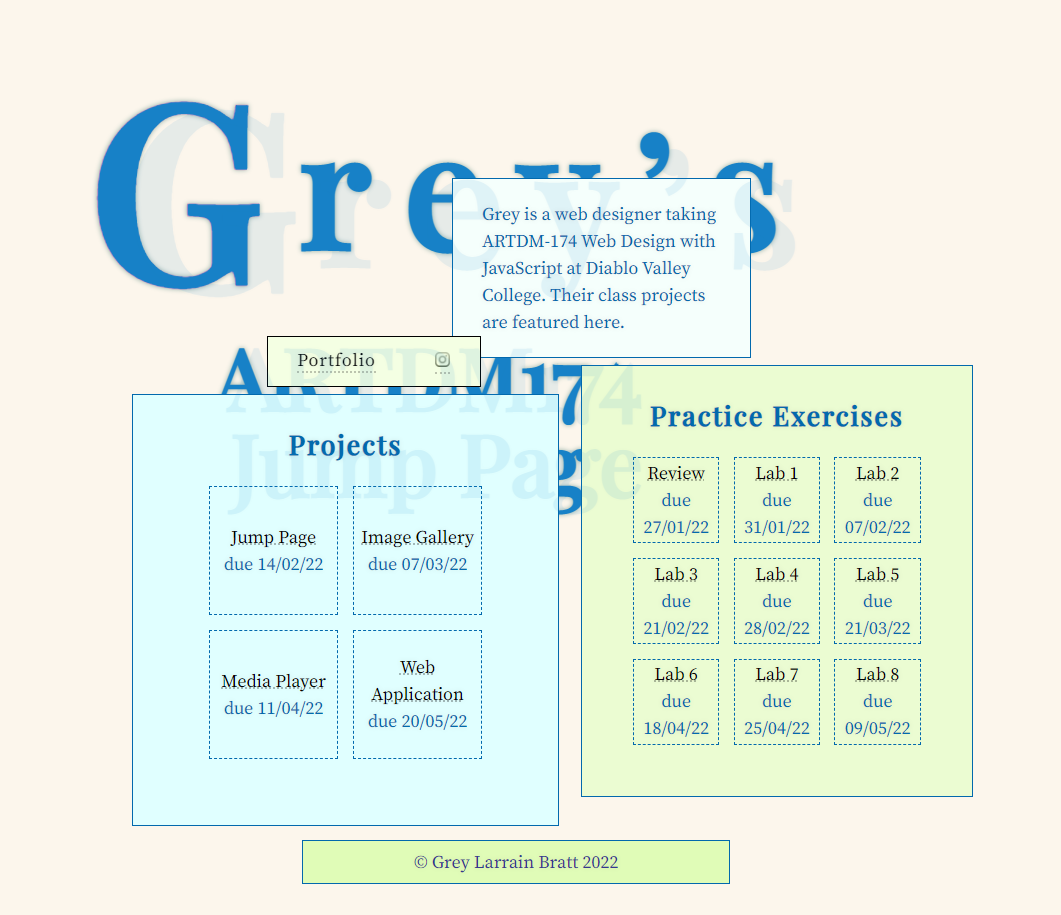 Grey’s
Grey is a web designer taking
ARTDM-174 Web Design with
JavaScript at Diablo Valley
College. Their class projects
are featured here.
Portfolio
ARTDM174
Jump Page
Projects
Jump Page
due 14/02/22
Image Gallery
due 07/03/22
Media Player
due 11/04/22
Web
Application
due 20/05/22
Practice Exercises
Review
due
27/01/22
Lab 1
due
31/01/22
Lab 2
due
07/02/22
Lab 3
due
21/02/22
Lab 4
due
28/02/22
Lab 5
due
21/03/22
Lab 6
due
18/04/22
Lab 7
due
25/04/22
Lab 8
due
09/05/22
© Grey Larrain Bratt 2022